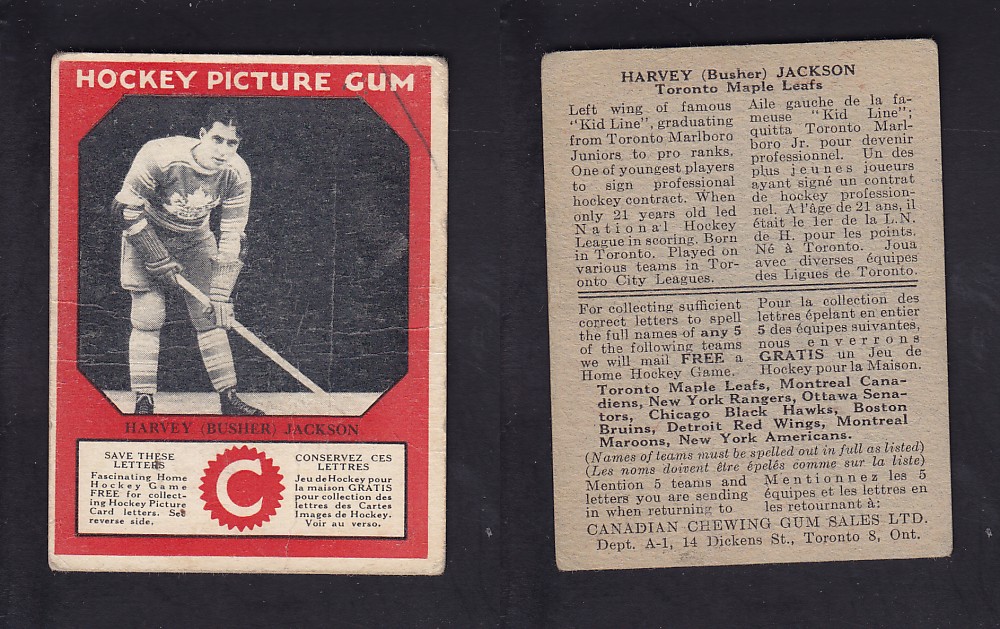 HOCKEY PICTURE GUM
HARVEY (BUSHER) JACKSON
SAVE THESE
LETTERS
Fascinating Home
Hockey Game
FREE for collect-
ing Hockey Picture
Card letters. See
reverse side.
C
CONSERVEZ CES
LETTRES
Jeu de Hockey pour
la maison GRATIS
pour collection des
lettres des Cartes
Images de Hockey.
Voir au verso.
HARVEY (Busher) JACKSON
Toronto Maple Leafs
Left wing of famous
"Kid Line", graduating
from Toronto Marlboro
Juniors to pro ranks.
One of youngest players
to sign professional
hockey contract. When
only 21 years old led
National Hockey
League in scoring. Born
in Toronto. Played on
various teams in Tor-
onto City Leagues.
Aile gauche de la fa-
meuse "Kid Line";
quitta Toronto Marl-
boro Jr. pour devenir
professionnel. Un des
plus jeunes joueurs
ayant signé un contrat
de hockey profession-
nel. A l'âge de 21 ans, il
était le 1er de la L.N.
de H. pour les points.
Né à Toronto. Joua
avec diverses équipes
des Ligues de Toronto.
For collecting sufficient
correct letters to spell
the full names of any 5
of the following teams
we will mail FREE a
Home Hockey Game.
Pour la collection des
lettres épelant en entier
5 des équipes suivantes,
nous enverrons
GRATIS un Jeu de
Hockey pour la Maison.
Toronto Maple Leafs, Montreal Cana-
diens, New York Rangers, Ottawa Sena-
tors, Chicago Black Hawks, Boston
Bruins, Detroit Red Wings, Montreal
Maroons, New York Americans.
(Names of teams must be spelled out in full as listed)
(Les noms doivent être épelés comme sur la liste)
Mention 5 teams and
letters you are sending
in when returning to
Mentionnez les 5
équipes et les lettres en
les retournant à:
CANADIAN CHEWING GUM SALES LTD.
Dept. A-1, 14 Dickens St., Toronto 8, Ont.